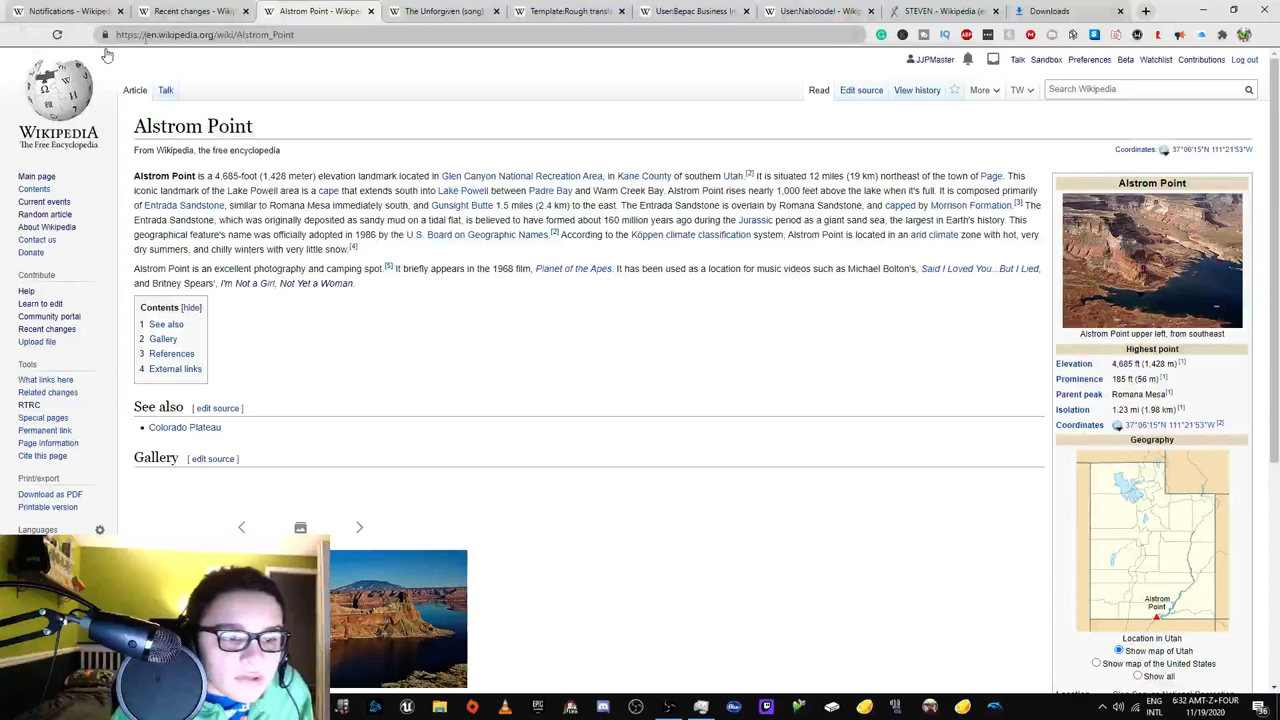 Notifications - Wikiped
Recent changes - Wiki
Alstrom Point - Wikipe
The Unforgiven (song)
Template:Rough transle
User:Bepac Business In
User:Nabloodel - Wikip
STEVEN - Business (e
Downloads
https://en.wikipedia.org/wiki/Alstrom_Point
JJPMaster Talk Sandbox Preferences Beta Watchlist Contributions Log out
Article Talk Read Edit source View history More TW Search Wikipedia
WIKIPEDIA
The Free Encyclopedia
Alstrom Point
From Wikipedia, the free encyclopedia
Coordinates: 37°06′15″N 111°21′53″W
Alstrom Point is a 4,685-foot (1,428 meter) elevation landmark located in Glen Canyon National Recreation Area, in Kane County of southern Utah.[2] It is situated 12 miles (19 km) northeast of the town of Page. This
iconic landmark of the Lake Powell area is a cape that extends south into Lake Powell between Padre Bay and Warm Creek Bay. Alstrom Point rises nearly 1,000 feet above the lake when it's full. It is composed primarily
of Entrada Sandstone, similar to Romana Mesa immediately south, and Gunsight Butte 1.5 miles (2.4 km) to the east. The Entrada Sandstone is overlain by Romana Sandstone, and capped by Morrison Formation.[3] The
Entrada Sandstone, which was originally deposited as sandy mud on a tidal flat, is believed to have formed about 160 million years ago during the Jurassic period as a giant sand sea, the largest in Earth's history. This
geographical feature's name was officially adopted in 1986 by the U.S. Board on Geographic Names.[2] According to the Köppen climate classification system, Alstrom Point is located in an arid climate zone with hot, very
dry summers, and chilly winters with very little snow.[4]
Alstrom Point is an excellent photography and camping spot.[5] It briefly appears in the 1968 film, Planet of the Apes. It has been used as a location for music videos such as Michael Bolton's, Said I Loved You...But I Lied,
and Britney Spears'. I'm Not a Girl, Not Yet a Woman.
Contents [hide]
1 See also
2 Gallery
3 References
4 External links
See also [ edit source ]
• Colorado Plateau
Gallery [ edit source ]
Main page
Contents
Current events
Random article
About Wikipedia
Contact us
Donate
Contribute
Help
Learn to edit
Community portal
Recent changes
Upload file
Tools
What links here
Related changes
RTRC
Special pages
Permanent link
Page information
Cite this page
Print/export
Download as PDF
Printable version
Languages
Alstrom Point
Alstrom Point upper left, from southeast
Highest point
Elevation 4,685 ft (1,428 m) [1]
Prominence 185 ft (56 m) [1]
Parent peak Romana Mesa[1]
Isolation 1.23 mi (1.98 km) [1]
Coordinates 37°06′15″N 111°21′53″W [2]
Geography
Alstrom
Point
Location in Utah
Show map of Utah
Show map of the United States
Show all
ENG
INTL
6:32 AMT-Z+FOUR
11/19/2020
36